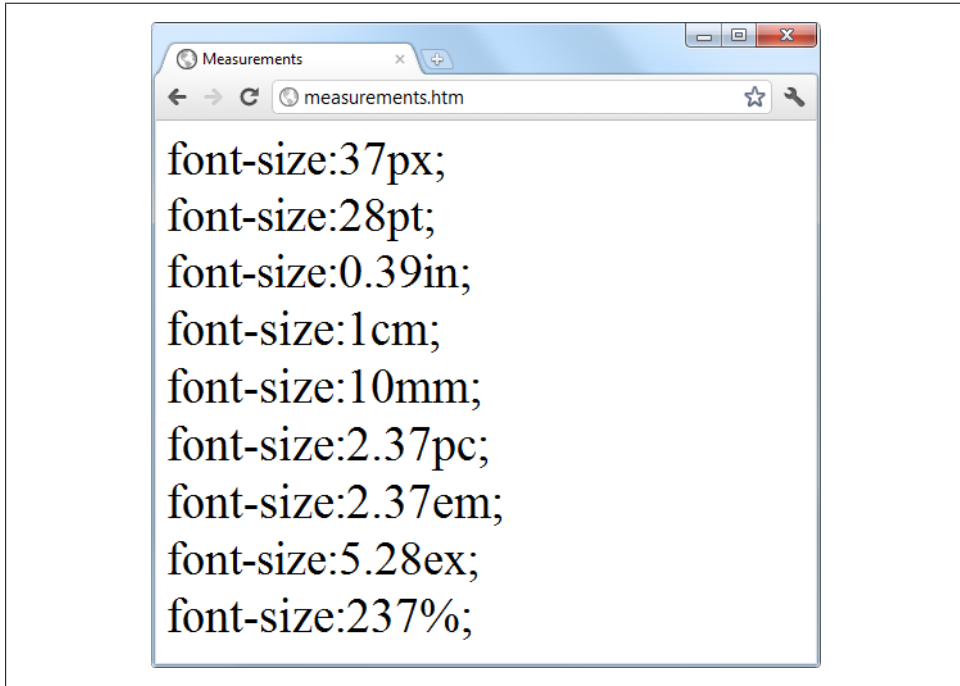 Measurements
measurements.htm
font-size:37px;
font-size:28pt;
font-size:0.39in;
font-size:1cm;
font-size:10mm;
font-size:2.37pc;
font-size:2.37em;
font-size:5.28ex;
font-size:237%;